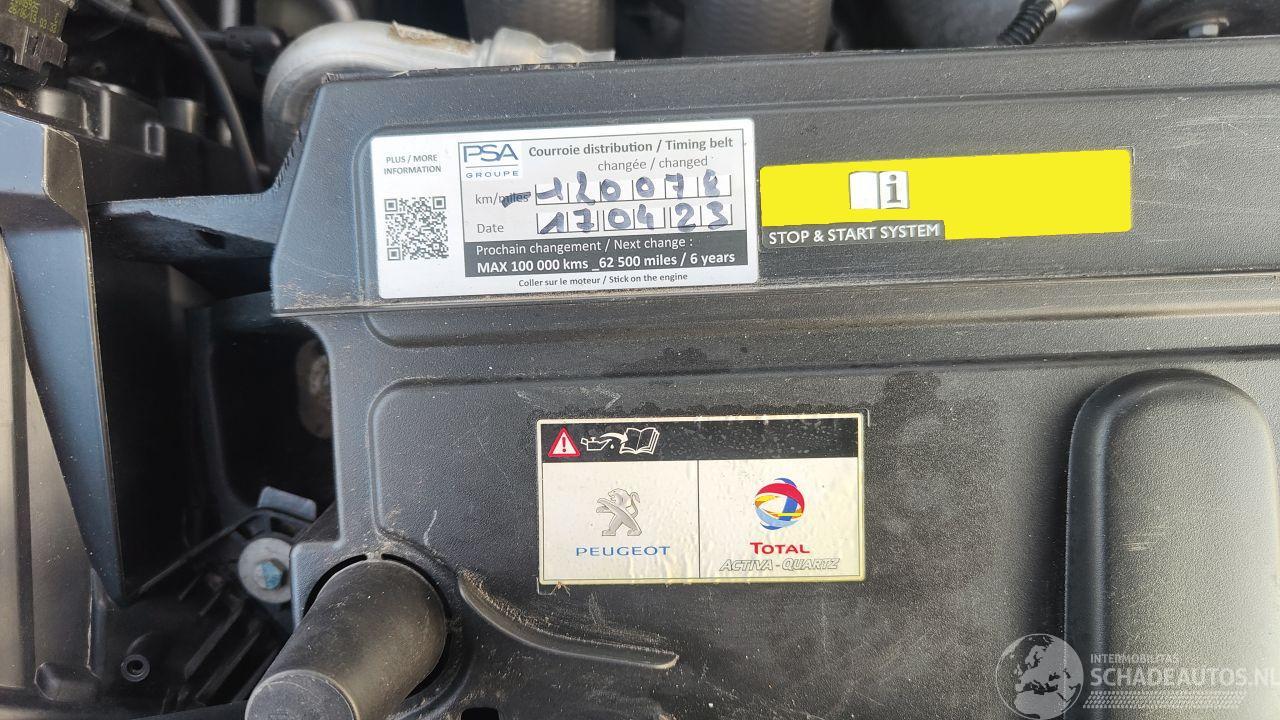 PLUS / MORE
INFORMATION
PSA
GROUPE
Courroie distribution / Timing belt
changée / changed
km/miles 120078
Date 170423
Prochain changement / Next change :
MAX 100 000 kms _62 500 miles / 6 years
Coller sur le moteur / Stick on the engine
i
STOP & START SYSTEM
PEUGEOT
TOTAL
ACTIVA - QUARTZ
INTERMOBILITAS
SCHADEAUTOS.NL